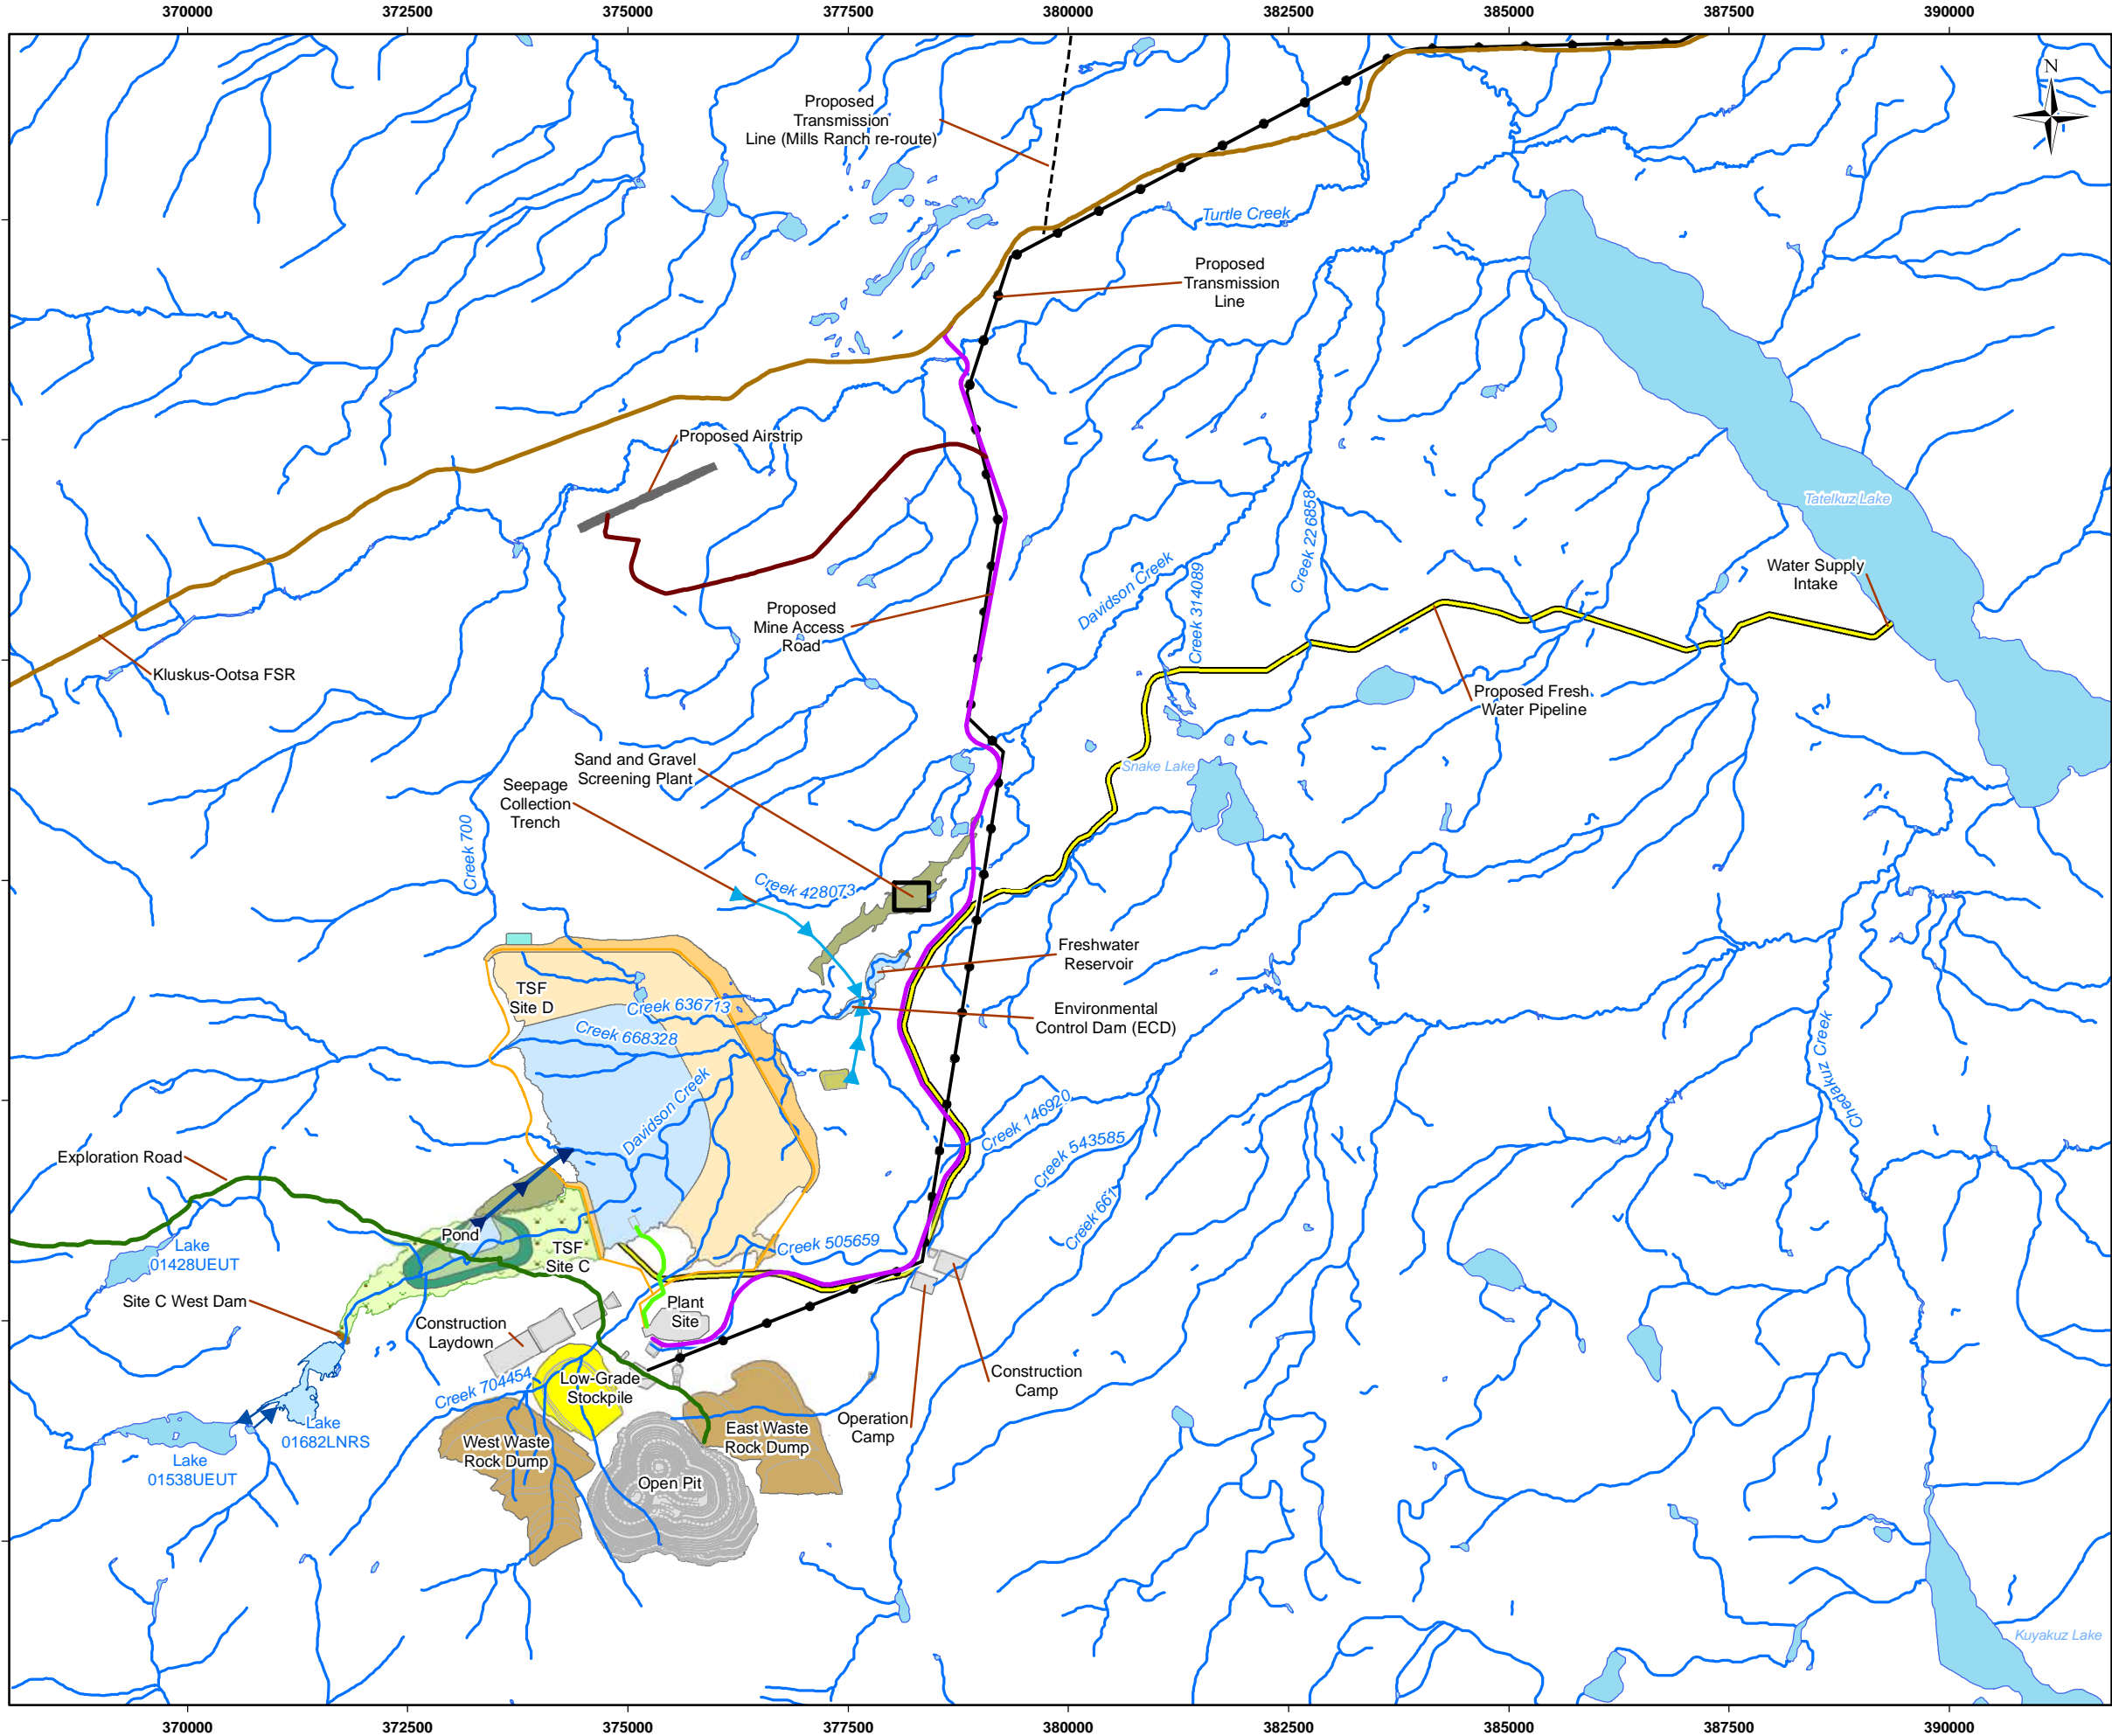 370000 372500 375000 377500 380000 382500 385000 387500 390000
N
Proposed
Transmission
Line (Mills Ranch re-route)
Turtle Creek
Proposed
Transmission
Line
Proposed Airstrip
Tatelkuz Lake
Creek 226858
Davidson Creek
Creek 314089
Water Supply
Intake
Proposed
Mine Access
Road
Kluskus-Ootsa FSR
Proposed Fresh
Water Pipeline
Sand and Gravel
Screening Plant
Snake Lake
Seepage
Collection
Trench
Creek 700
Creek 428073
Freshwater
Reservoir
TSF
Site D
Creek 636713
Environmental
Control Dam (ECD)
Creek 668328
Chedakuz Creek
Davidson Creek
Creek 146920
Creek 543585
Exploration Road
Creek 661
Pond
Lake
01428UEUT
TSF
Site C
Creek 505659
Site C West Dam
Plant
Site
Construction
Laydown
Construction
Camp
Low-Grade
Stockpile
Creek 704454
Operation
Camp
Lake
01682LNRS
East Waste
Rock Dump
West Waste
Rock Dump
Lake
01538UEUT
Open Pit
Kuyakuz Lake
370000 372500 375000 377500 380000 382500 385000 387500 390000